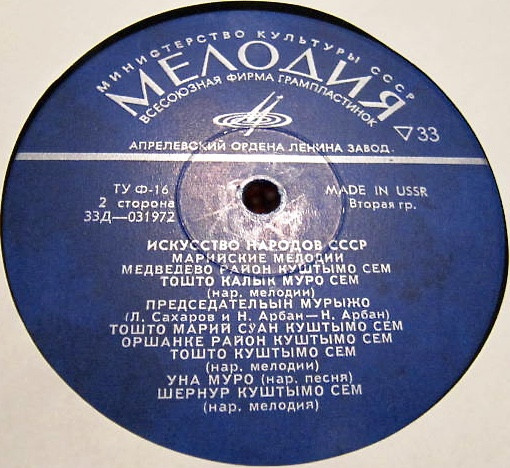 МИНИСТЕРСТВО КУЛЬТУРЫ СССР
МЕЛОДИЯ
ВСЕСОЮЗНАЯ ФИРМА ГРАМПЛАСТИНОК
33
АПРЕЛЕВСКИЙ ОРДЕНА ЛЕНИНА ЗАВОД.
ТУ Ф-16
2 сторона
33Д—031972
MADE IN USSR
Вторая гр.
ИСКУССТВО НАРОДОВ СССР
МАРИЙСКИЕ МЕЛОДИИ
МЕДВЕДЕВО РАЙОН КУШТЫМО СЕМ
ТОШТО КАЛЫК МУРО СЕМ
(нар. мелодии)
ПРЕДСЕДАТЕЛЬЫН МУРЫЖО
(Л. Сахаров и Н. Арбан—Н. Арбан)
ТОШТО МАРИЙ СУАН КУШТЫМО СЕМ
ОРШАНКЕ РАЙОН КУШТЫМО СЕМ
ТОШТО КУШТЫМО СЕМ
(нар. мелодии)
УНА МУРО (нар. песня)
ШЕРНУР КУШТЫМО СЕМ
(нар. мелодия)